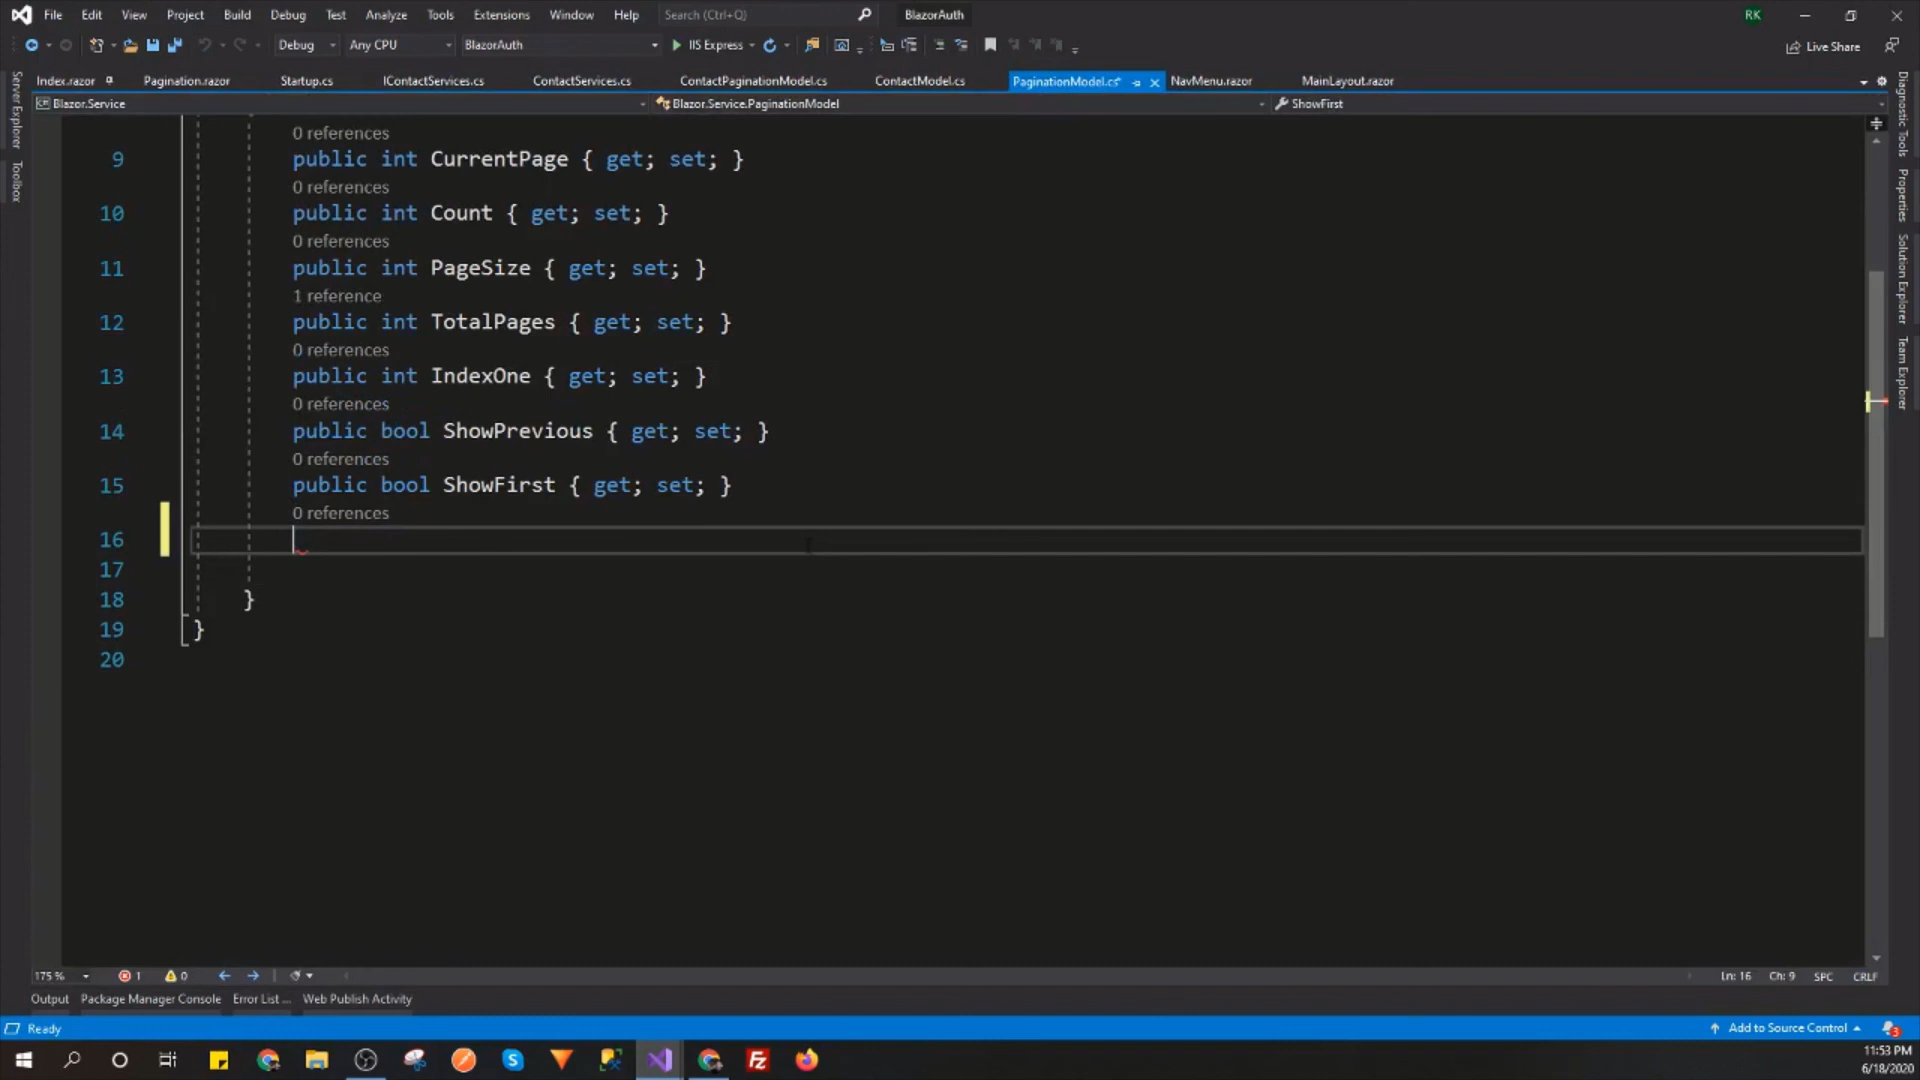 File Edit View Project Build Debug Test Analyze Tools Extensions Window Help Search (Ctrl+Q) BlazorAuth RK
Debug Any CPU BlazorAuth IIS Express Live Share
Index.razor Pagination.razor Startup.cs IContactServices.cs ContactServices.cs ContactPaginationModel.cs ContactModel.cs PaginationModel.cs* NavMenu.razor MainLayout.razor
Blazor.Service Blazor.Service.PaginationModel ShowFirst
Server Explorer
Toolbox
Diagnostic Tools
Properties
Solution Explorer
Team Explorer
0 references
9 public int CurrentPage { get; set; }
0 references
10 public int Count { get; set; }
0 references
11 public int PageSize { get; set; }
1 reference
12 public int TotalPages { get; set; }
0 references
13 public int IndexOne { get; set; }
0 references
14 public bool ShowPrevious { get; set; }
0 references
15 public bool ShowFirst { get; set; }
0 references
16
17
18 }
19 }
20
175 % 1 0 Ln: 16 Ch: 9 SPC CRLF
Output Package Manager Console Error List ... Web Publish Activity
Ready Add to Source Control 3
11:53 PM
6/18/2020